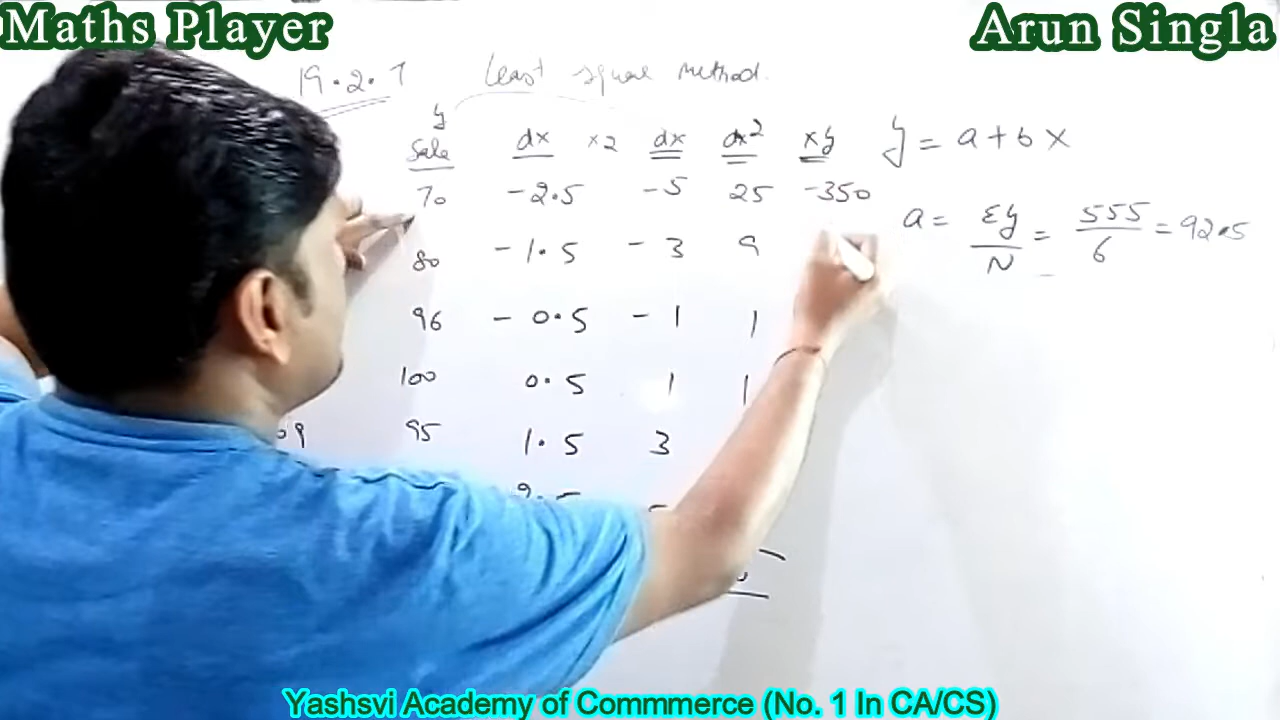 Maths Player
Arun Singla
19.2.7 Least square method.
y
Sale dx ×2 dx dx² xy y = a + b x
70 -2.5 -5 25 -350
a = Σy/N = 555/6 = 92.5
80 -1.5 -3 9
96 -0.5 -1 1
100 0.5 1 1
09 95 1.5 3
Yashsvi Academy of Commmerce (No. 1 In CA/CS)